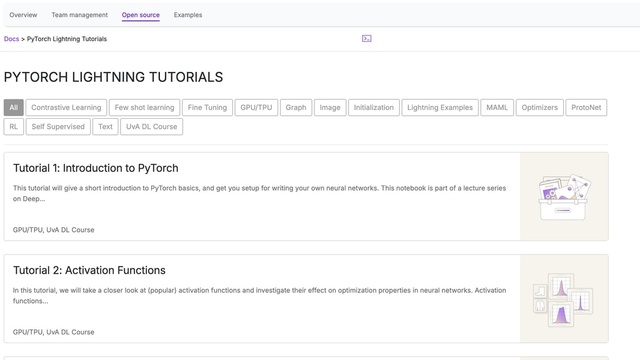 Overview Team management Open source Examples
Docs > PyTorch Lightning Tutorials
PYTORCH LIGHTNING TUTORIALS
All Contrastive Learning Few shot learning Fine Tuning GPU/TPU Graph Image Initialization Lightning Examples MAML Optimizers ProtoNet
RL Self Supervised Text UvA DL Course
Tutorial 1: Introduction to PyTorch
This tutorial will give a short introduction to PyTorch basics, and get you setup for writing your own neural networks. This notebook is part of a lecture series
on Deep...
GPU/TPU, UvA DL Course
Tutorial 2: Activation Functions
In this tutorial, we will take a closer look at (popular) activation functions and investigate their effect on optimization properties in neural networks. Activation
functions...
GPU/TPU, UvA DL Course